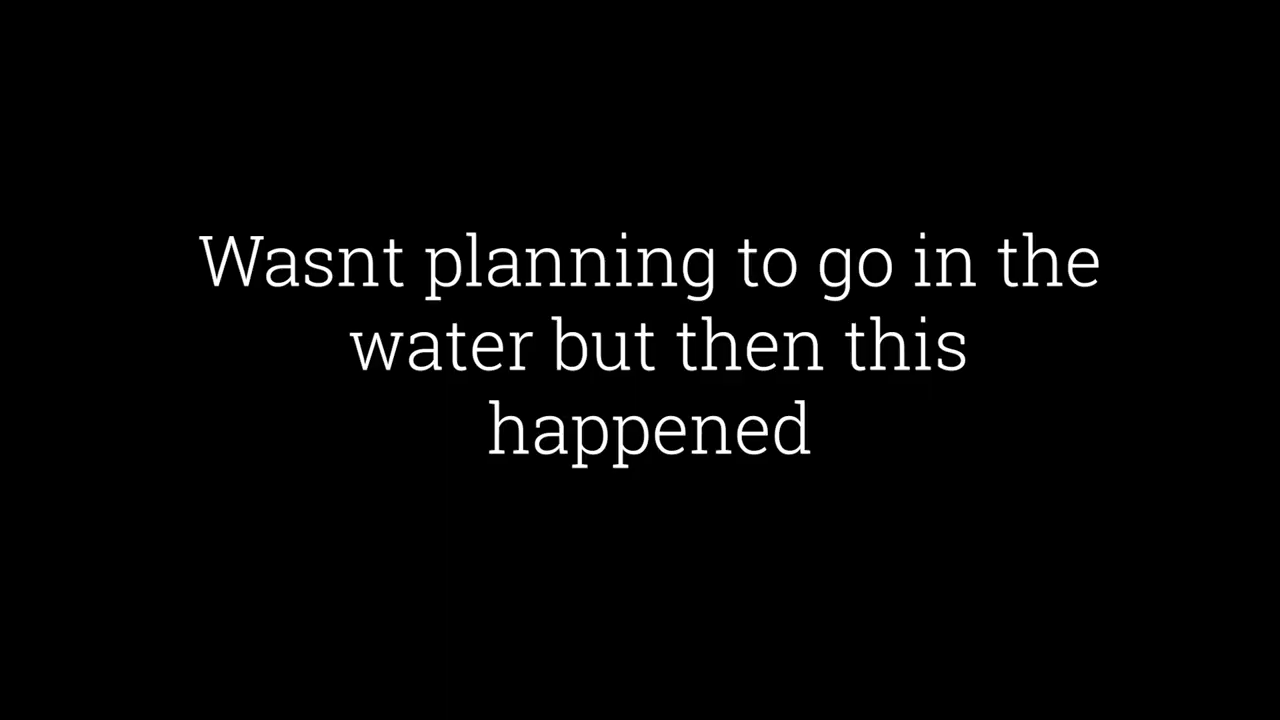 Wasnt planning to go in the
water but then this
happened